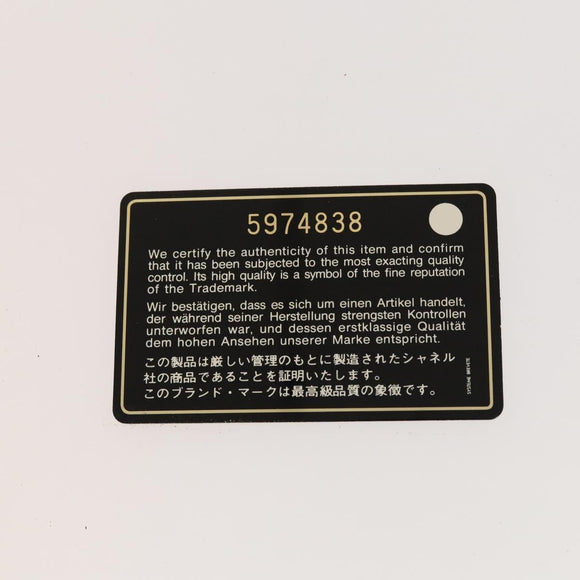 5974838
We certify the authenticity of this item and confirm
that it has been subjected to the most exacting quality
control. Its high quality is a symbol of the fine reputation
of the Trademark.
Wir bestätigen, dass es sich um einen Artikel handelt,
der während seiner Herstellung strengsten Kontrollen
unterworfen war, und dessen erstklassige Qualität
dem hohen Ansehen unserer Marke entspricht.
この製品は厳しい管理のもとに製造されたシャネル
社の商品であることを証明いたします。
このブランド・マークは最高級品質の象徴です。